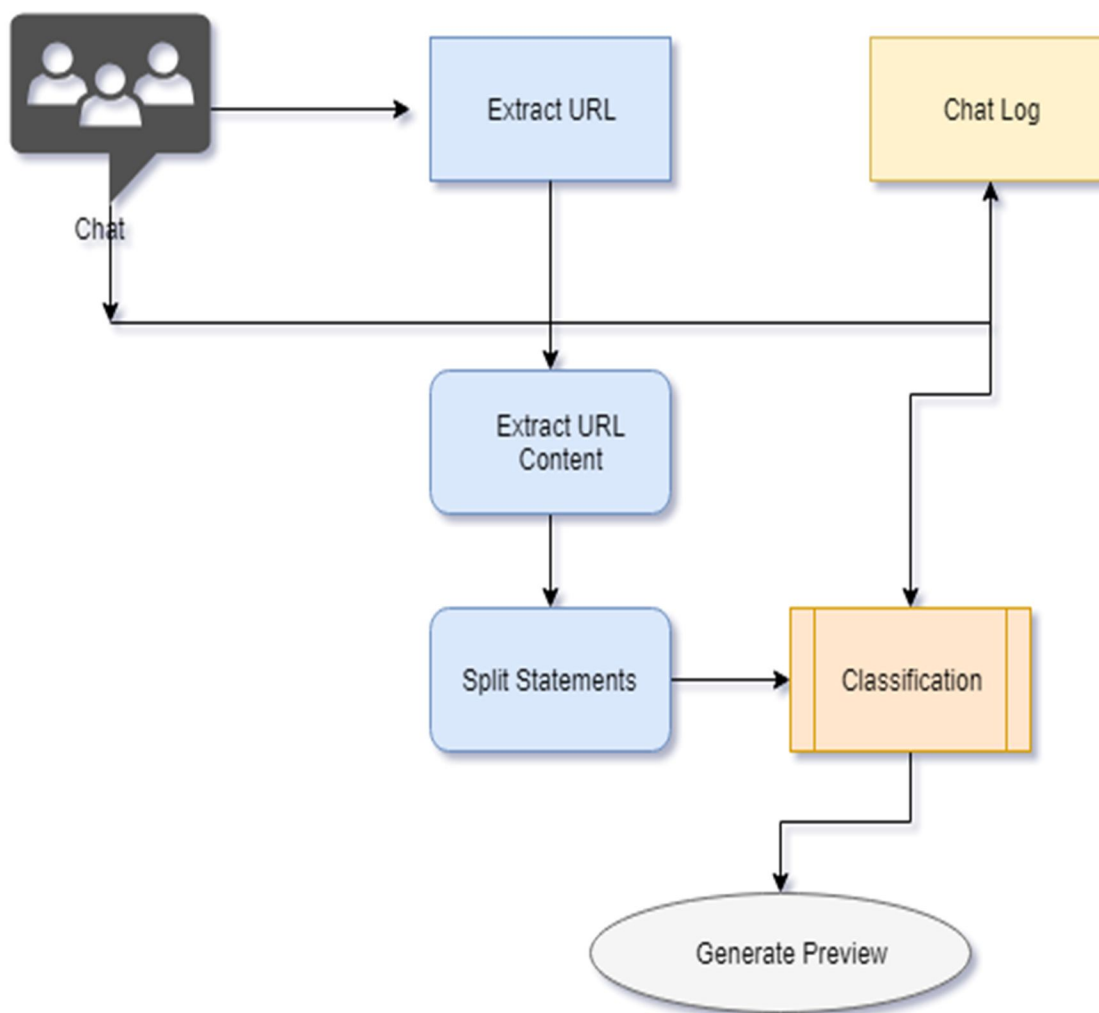 Extract URL
Chat Log
Chat
Extract URL
Content
Split Statements
Classification
Generate Preview